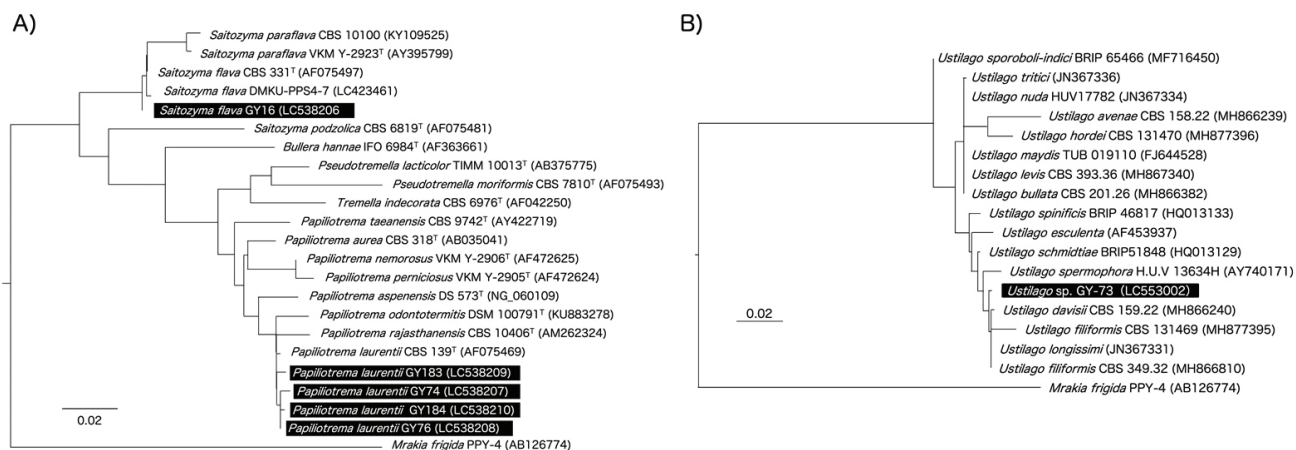 A)
Saitozyma paraflava CBS 10100 (KY109525)
Saitozyma paraflava VKM Y-2923ᵀ (AY395799)
Saitozyma flava CBS 331ᵀ (AF075497)
Saitozyma flava DMKU-PPS4-7 (LC423461)
Saitozyma flava GY16 (LC538206
Saitozyma podzolica CBS 6819ᵀ (AF075481)
Bullera hannae IFO 6984ᵀ (AF363661)
Pseudotremella lacticolor TIMM 10013ᵀ (AB375775)
Pseudotremella moriformis CBS 7810ᵀ (AF075493)
Tremella indecorata CBS 6976ᵀ (AF042250)
Papiliotrema taeanensis CBS 9742ᵀ (AY422719)
Papiliotrema aurea CBS 318ᵀ (AB035041)
Papiliotrema nemorosus VKM Y-2906ᵀ (AF472625)
Papiliotrema perniciosus VKM Y-2905ᵀ (AF472624)
Papiliotrema aspenensis DS 573ᵀ (NG_060109)
Papiliotrema odontotermitis DSM 100791ᵀ (KU883278)
Papiliotrema rajasthanensis CBS 10406ᵀ (AM262324)
Papiliotrema laurentii CBS 139ᵀ (AF075469)
Papiliotrema laurentii GY183 (LC538209)
Papiliotrema laurentii GY74 (LC538207)
Papiliotrema laurentii GY184 (LC538210)
Papiliotrema laurentii GY76 (LC538208)
Mrakia frigida PPY-4 (AB126774)
0.02
B)
Ustilago sporoboli-indici BRIP 65466 (MF716450)
Ustilago tritici (JN367336)
Ustilago nuda HUV17782 (JN367334)
Ustilago avenae CBS 158.22 (MH866239)
Ustilago hordei CBS 131470 (MH877396)
Ustilago maydis TUB 019110 (FJ644528)
Ustilago levis CBS 393.36 (MH867340)
Ustilago bullata CBS 201.26 (MH866382)
Ustilago spinificis BRIP 46817 (HQ013133)
Ustilago esculenta (AF453937)
Ustilago schmidtiae BRIP51848 (HQ013129)
Ustilago spermophora H.U.V 13634H (AY740171)
Ustilago sp. GY-73 (LC553002)
Ustilago davisii CBS 159.22 (MH866240)
Ustilago filiformis CBS 131469 (MH877395)
Ustilago longissimi (JN367331)
Ustilago filiformis CBS 349.32 (MH866810)
Mrakia frigida PPY-4 (AB126774)
0.02